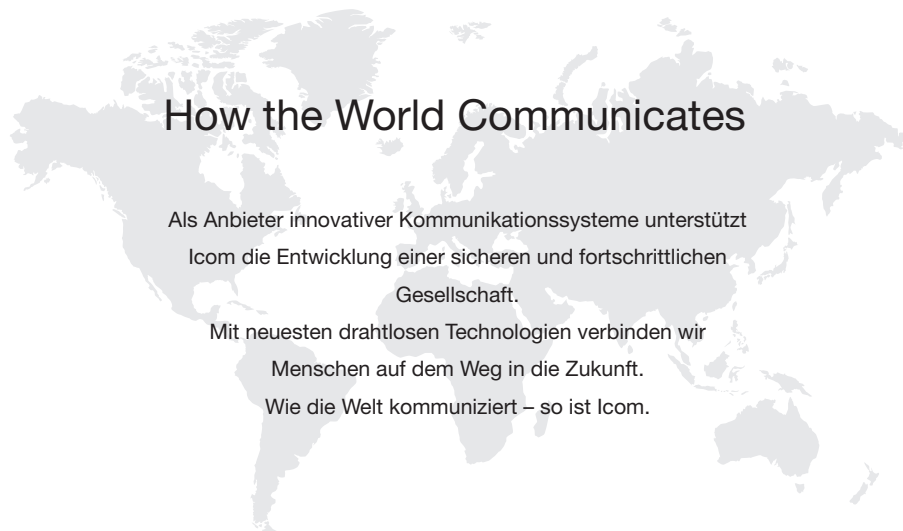 How the World Communicates
Als Anbieter innovativer Kommunikationssysteme unterstützt
Icom die Entwicklung einer sicheren und fortschrittlichen
Gesellschaft.
Mit neuesten drahtlosen Technologien verbinden wir
Menschen auf dem Weg in die Zukunft.
Wie die Welt kommuniziert – so ist Icom.